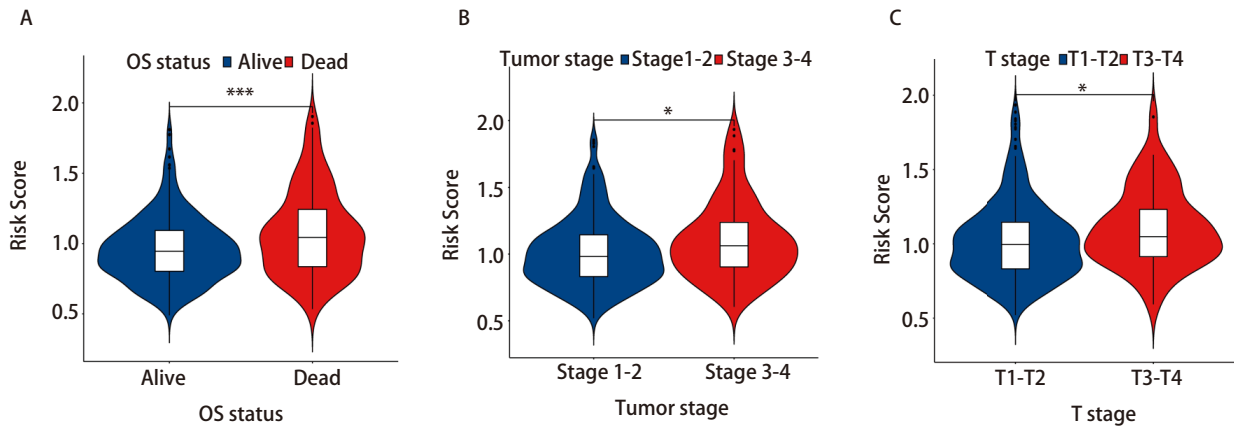 A
OS status Alive Dead
***
2.0
1.5
1.0
0.5
Risk Score
Alive Dead
OS status
B
Tumor stage Stage1-2 Stage 3-4
*
2.0
1.5
1.0
0.5
Risk Score
Stage 1-2 Stage 3-4
Tumor stage
C
T stage T1-T2 T3-T4
*
2.0
1.5
1.0
0.5
Risk Score
T1-T2 T3-T4
T stage